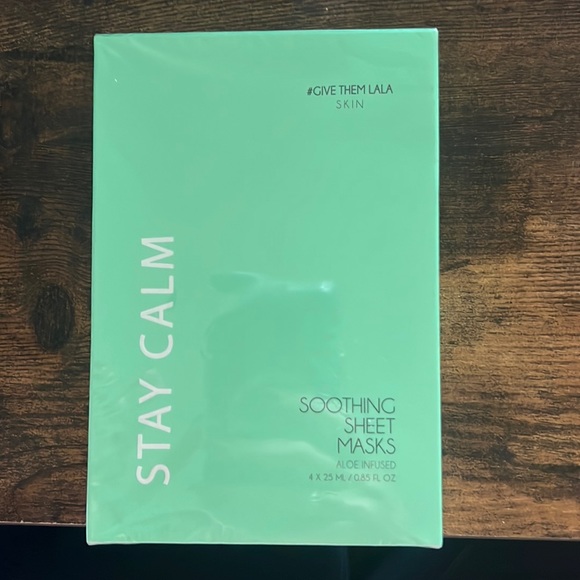 #GIVE THEM LALA
SKIN
STAY CALM
SOOTHING
SHEET
MASKS
ALOE INFUSED
4 X 25 ML / 0.85 FL OZ